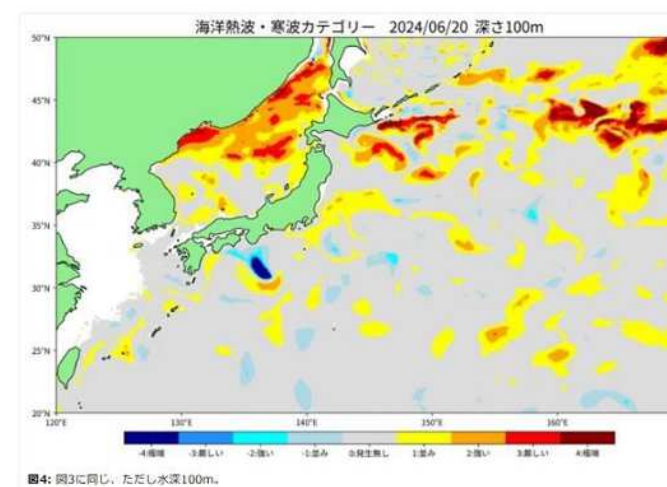 海洋熱波・寒波カテゴリー 2024/06/20 深さ100m
50°N
45°N
40°N
35°N
30°N
25°N
20°N
120°E 130°E 140°E 150°E 160°E
-4:極端 -3:厳しい -2:強い -1:並み 0:発生無し 1:並み 2:強い 3:厳しい 4:極端
図4: 図3に同じ、ただし水深100m。